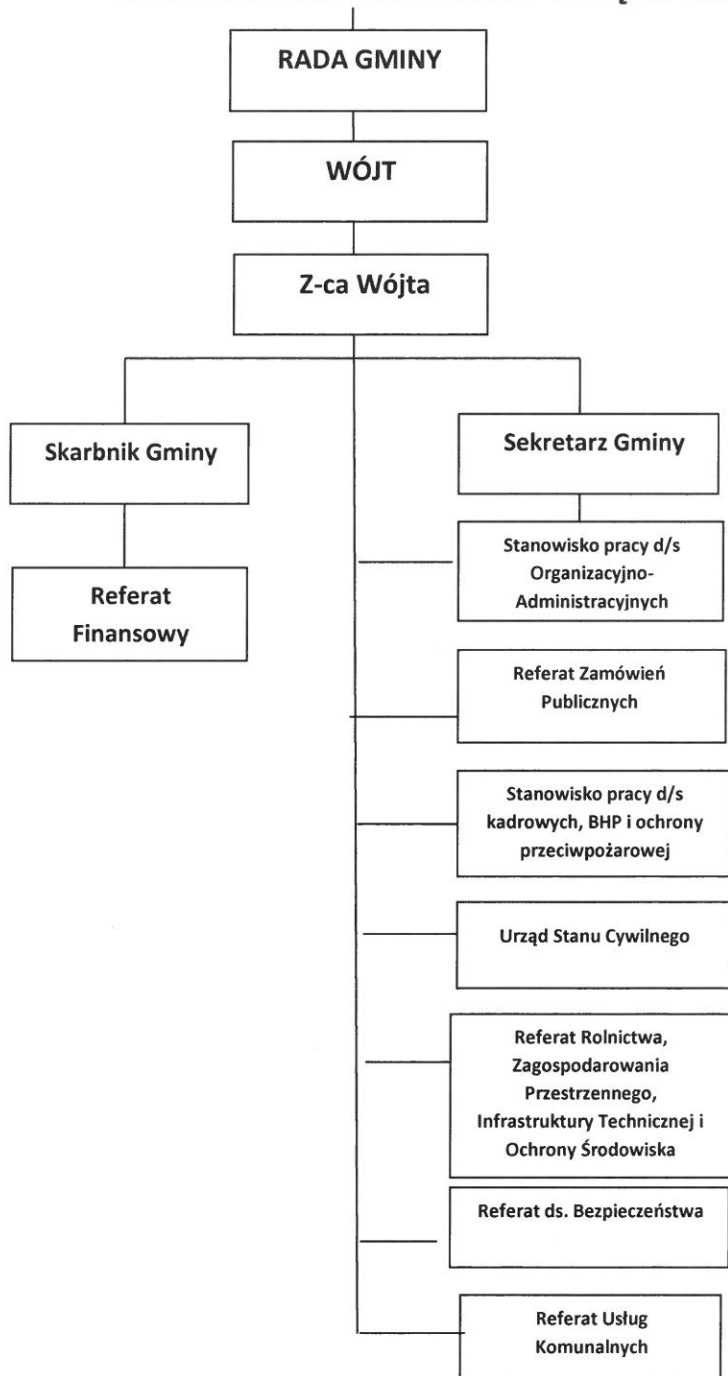 RADA GMINY
WÓJT
Z-ca Wójta
Skarbnik Gminy
Sekretarz Gminy
Referat
Finansowy
Stanowisko pracy d/s
Organizacyjno-
Administracyjnych
Referat Zamówień
Publicznych
Stanowisko pracy d/s
kadrowych, BHP i ochrony
przeciwpożarowej
Urząd Stanu Cywilnego
Referat Rolnictwa,
Zagospodarowania
Przestrzennego,
Infrastruktury Technicznej i
Ochrony Środowiska
Referat ds. Bezpieczeństwa
Referat Usług
Komunalnych